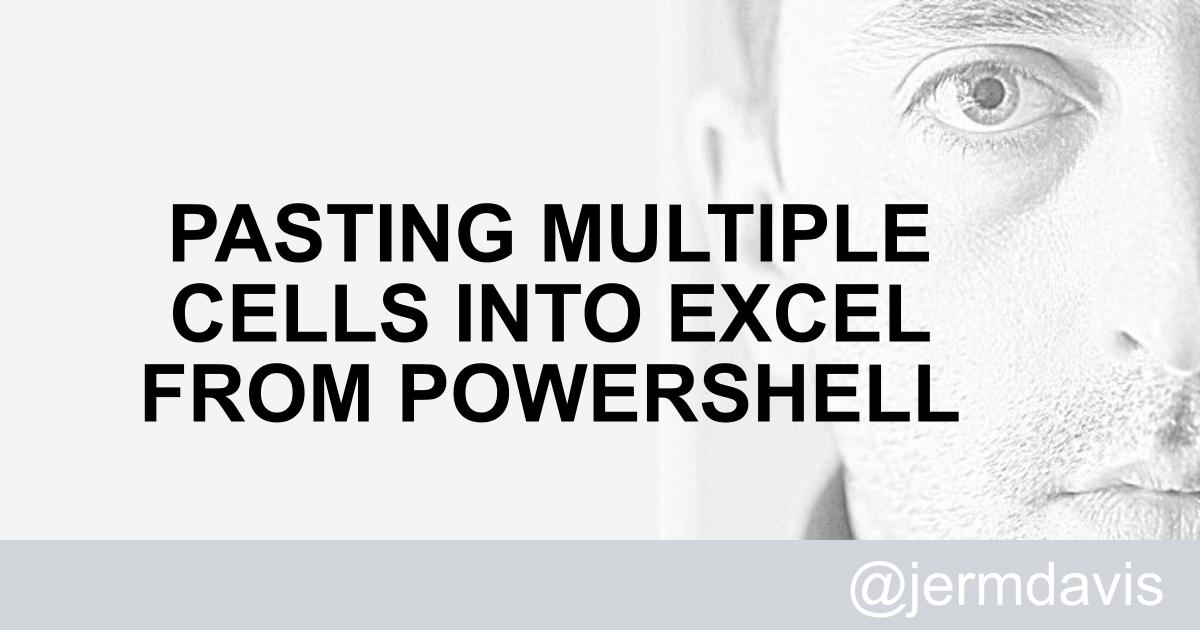 PASTING MULTIPLE
CELLS INTO EXCEL
FROM POWERSHELL
@jermdavis